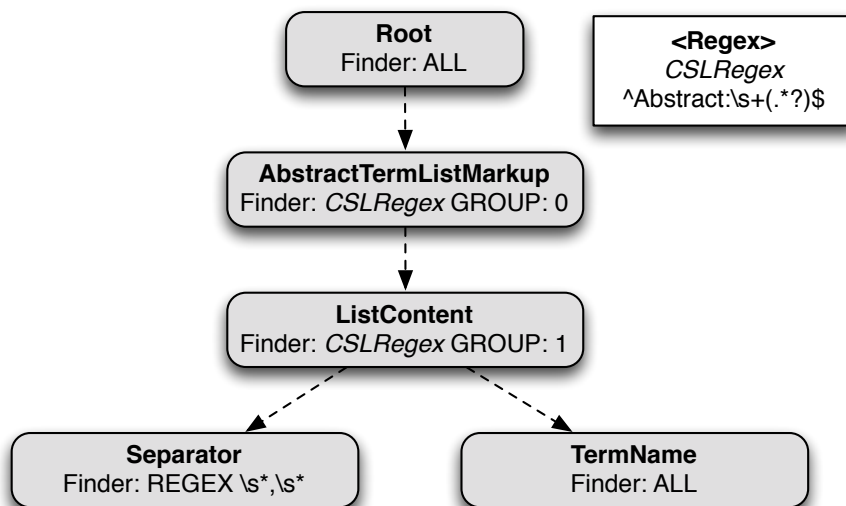 Root
Finder: ALL
<Regex>
CSLRegex
^Abstract:\s+(.*?)$
AbstractTermListMarkup
Finder: CSLRegex GROUP: 0
ListContent
Finder: CSLRegex GROUP: 1
Separator
Finder: REGEX \s*,\s*
TermName
Finder: ALL